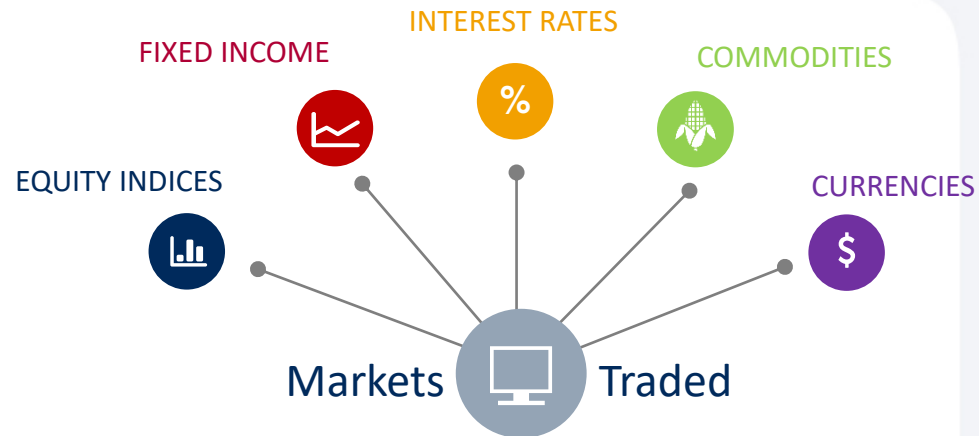 INTEREST RATES
FIXED INCOME
COMMODITIES
%
EQUITY INDICES
CURRENCIES
$
Markets Traded